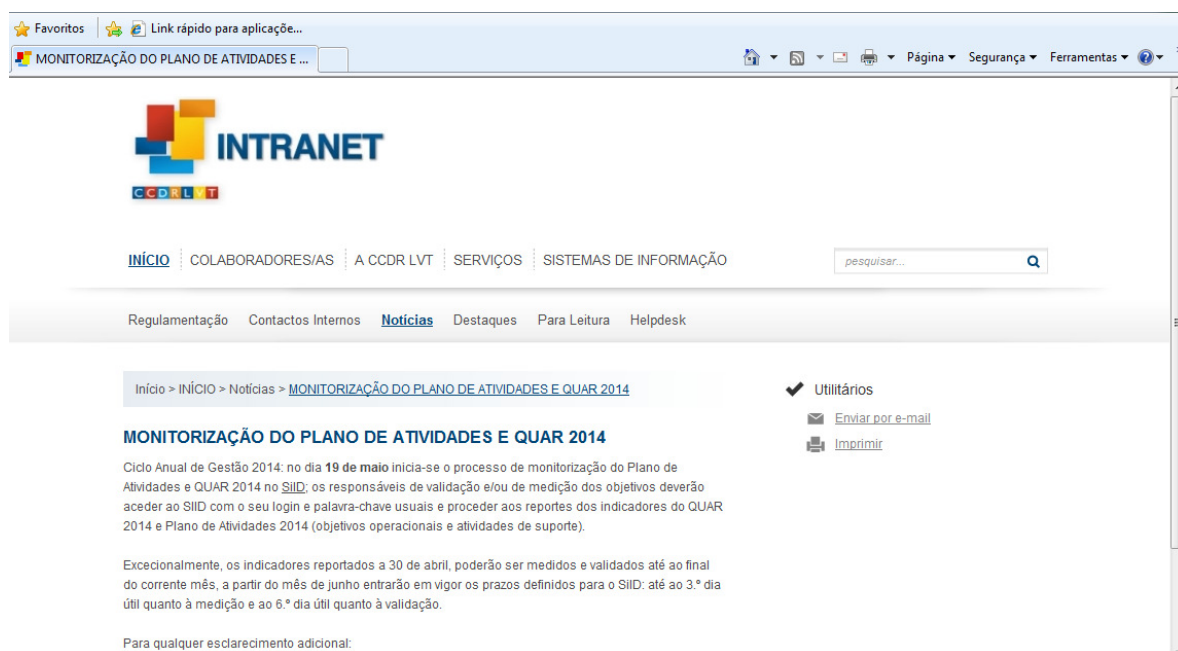 Favoritos Link rápido para aplicaçõe...
MONITORIZAÇÃO DO PLANO DE ATIVIDADES E ... Página Segurança Ferramentas
INTRANET
CCDRLVT
INÍCIO COLABORADORES/AS A CCDR LVT SERVIÇOS SISTEMAS DE INFORMAÇÃO pesquisar...
Regulamentação Contactos Internos Notícias Destaques Para Leitura Helpdesk
Início > INÍCIO > Notícias > MONITORIZAÇÃO DO PLANO DE ATIVIDADES E QUAR 2014
Utilitários
Enviar por e-mail
Imprimir
MONITORIZAÇÃO DO PLANO DE ATIVIDADES E QUAR 2014
Ciclo Anual de Gestão 2014: no dia 19 de maio inicia-se o processo de monitorização do Plano de
Atividades e QUAR 2014 no SiID; os responsáveis de validação e/ou de medição dos objetivos deverão
aceder ao SIID com o seu login e palavra-chave usuais e proceder aos reportes dos indicadores do QUAR
2014 e Plano de Atividades 2014 (objetivos operacionais e atividades de suporte).
Excecionalmente, os indicadores reportados a 30 de abril, poderão ser medidos e validados até ao final
do corrente mês, a partir do mês de junho entrarão em vigor os prazos definidos para o SiID: até ao 3.º dia
útil quanto à medição e ao 6.º dia útil quanto à validação.
Para qualquer esclarecimento adicional: